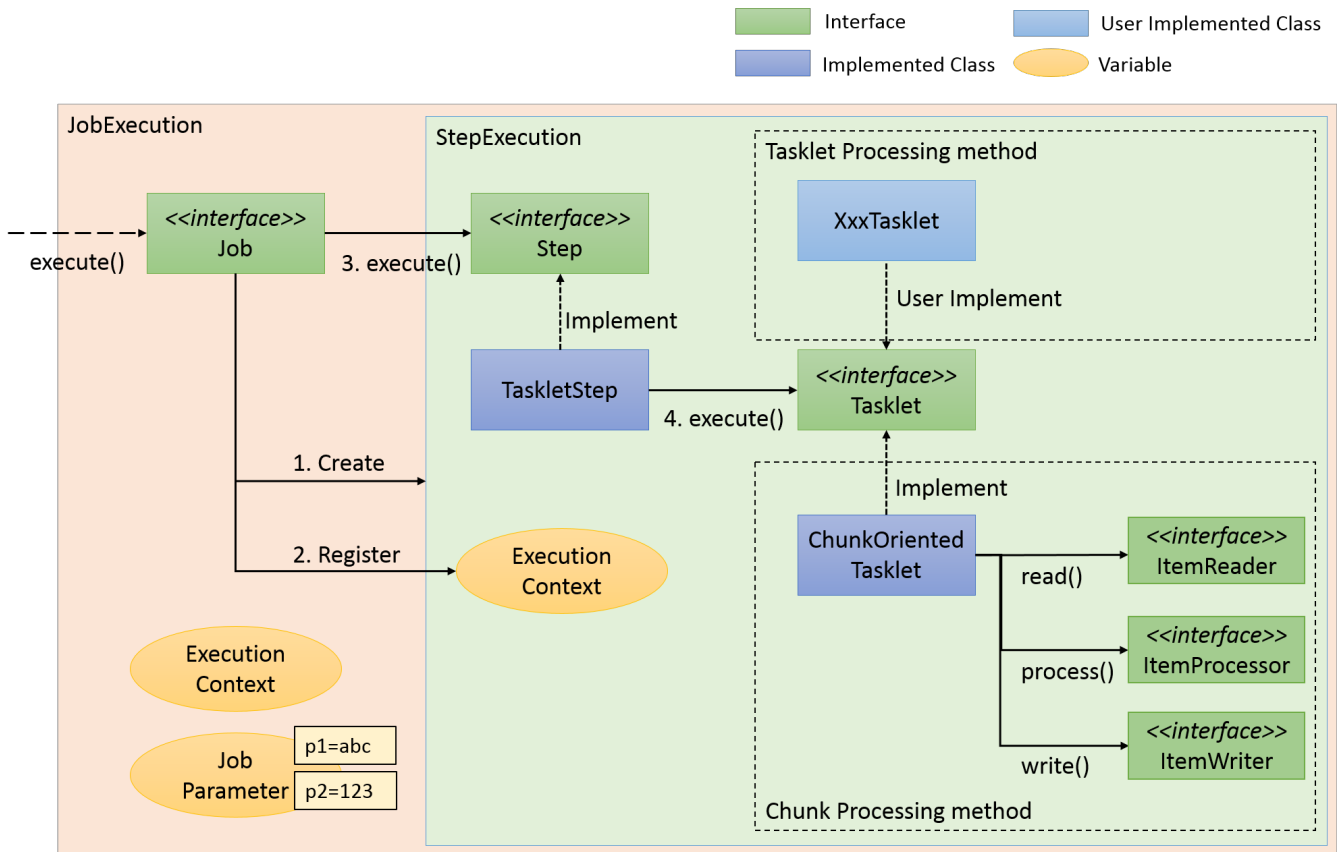 Interface
User Implemented Class
Implemented Class
Variable
JobExecution
StepExecution
Tasklet Processing method
<<interface>>
Job
execute()
3. execute()
<<interface>>
Step
XxxTasklet
User Implement
Implement
TaskletStep
4. execute()
<<interface>>
Tasklet
1. Create
2. Register
Execution
Context
Implement
ChunkOriented
Tasklet
read()
<<interface>>
ItemReader
process()
<<interface>>
ItemProcessor
write()
<<interface>>
ItemWriter
Chunk Processing method
Execution
Context
Job
Parameter
p1=abc
p2=123